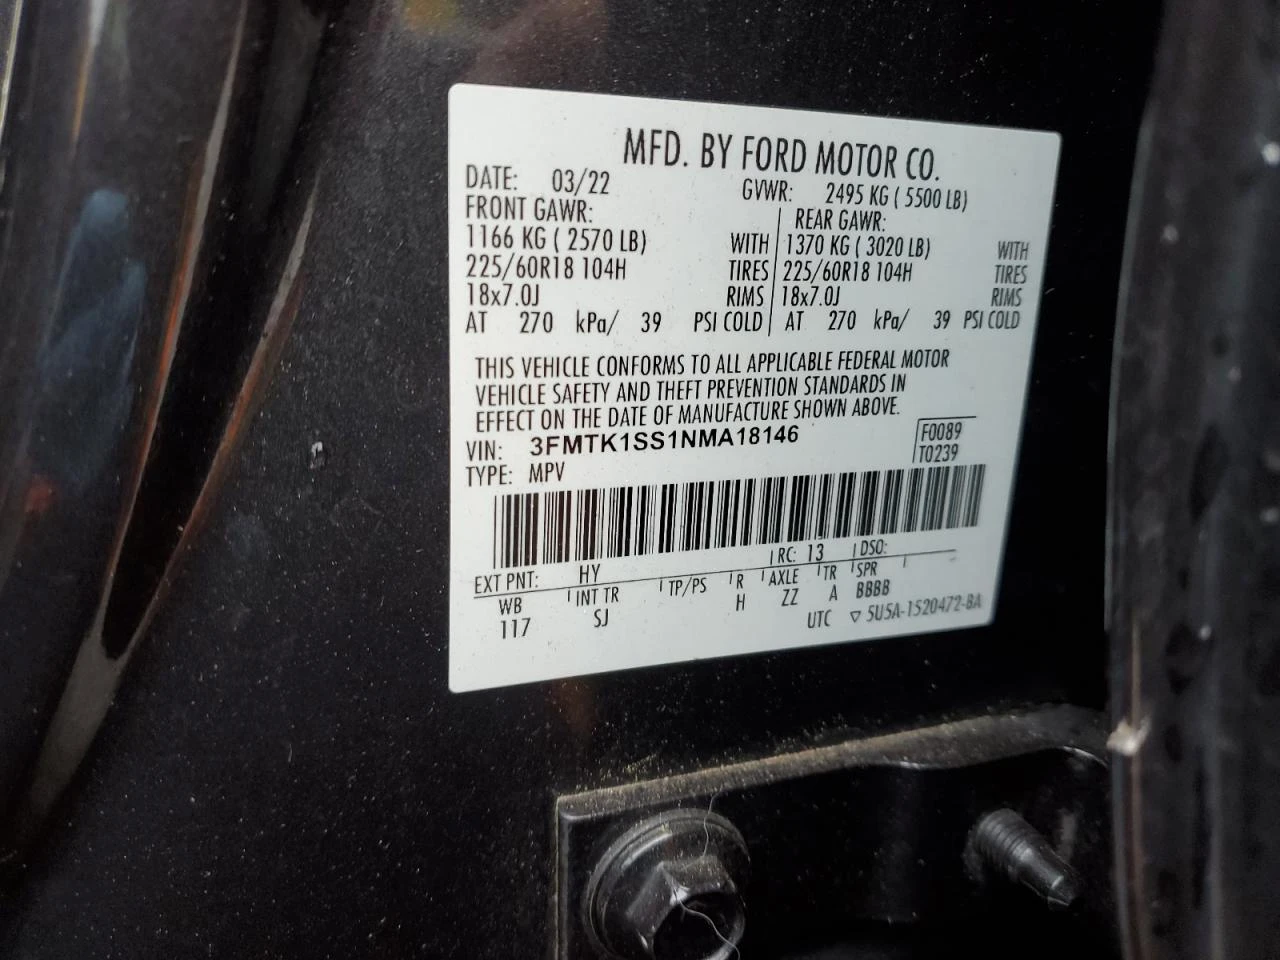 MFD. BY FORD MOTOR CO.
DATE: 03/22 GVWR: 2495 KG ( 5500 LB)
FRONT GAWR: REAR GAWR:
1166 KG ( 2570 LB) WITH 1370 KG ( 3020 LB) WITH
225/60R18 104H TIRES 225/60R18 104H TIRES
18x7.0J RIMS 18x7.0J RIMS
AT 270 kPa/ 39 PSI COLD AT 270 kPa/ 39 PSI COLD
THIS VEHICLE CONFORMS TO ALL APPLICABLE FEDERAL MOTOR
VEHICLE SAFETY AND THEFT PREVENTION STANDARDS IN
EFFECT ON THE DATE OF MANUFACTURE SHOWN ABOVE.
VIN: 3FMTK1SS1NMA18146 F0089
TYPE: MPV T0239
EXT PNT: HY RC: 13 DSO:
WB INT TR TP/PS R AXLE TR SPR
117 SJ H ZZ A BBBB
UTC ▽ 5U5A-1520472-BA